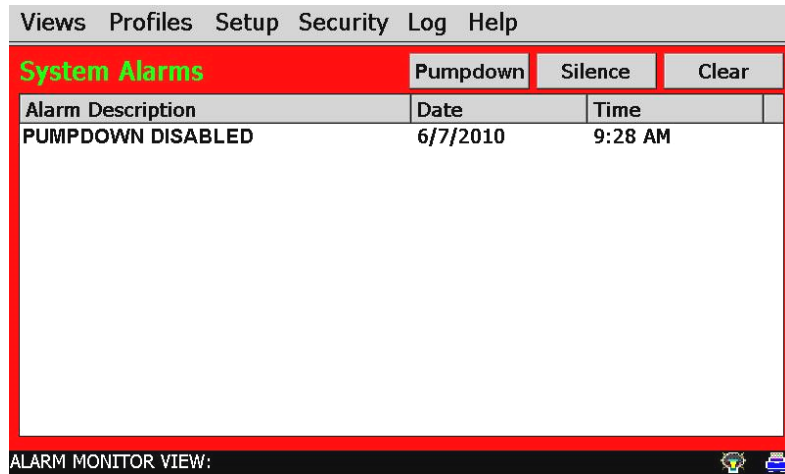 Views Profiles Setup Security Log Help
System Alarms Pumpdown Silence Clear
Alarm Description Date Time
PUMPDOWN DISABLED 6/7/2010 9:28 AM
ALARM MONITOR VIEW: